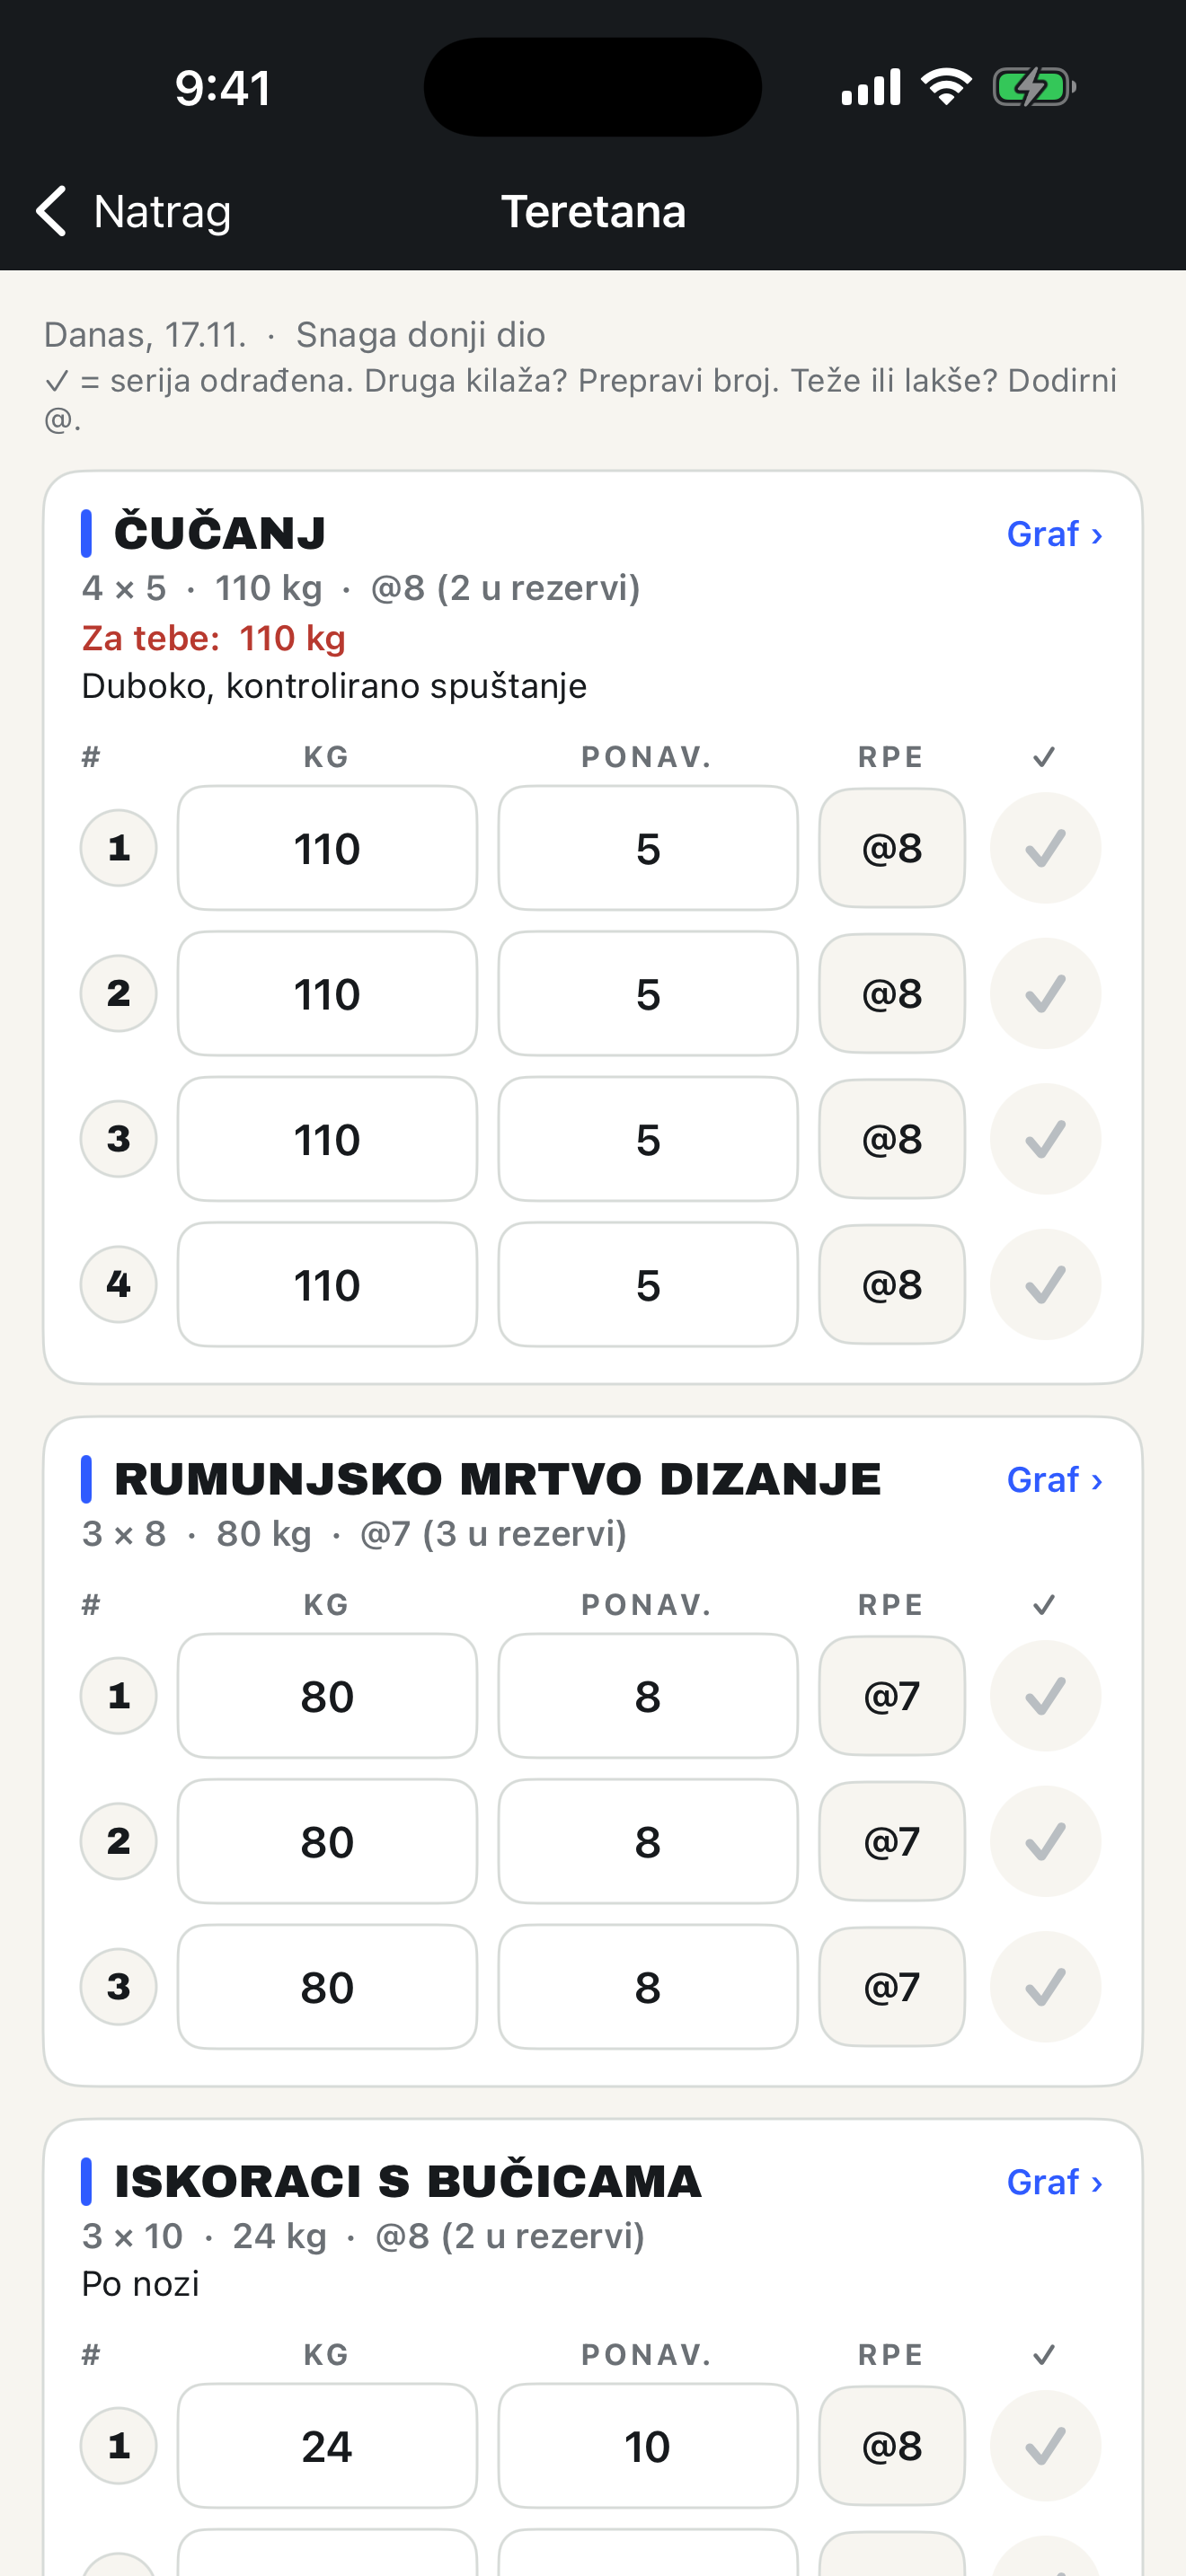 9:41
Natrag
Teretana
Danas, 17.11. · Snaga donji dio
✓ = serija odrađena. Druga kilaža? Prepravi broj. Teže ili lakše? Dodirni
@.
ČUČANJ
Graf ›
4 × 5 · 110 kg · @8 (2 u rezervi)
Za tebe: 110 kg
Duboko, kontrolirano spuštanje
# KG PONAV. RPE ✓
1 110 5 @8
2 110 5 @8
3 110 5 @8
4 110 5 @8
RUMUNJSKO MRTVO DIZANJE
Graf ›
3 × 8 · 80 kg · @7 (3 u rezervi)
# KG PONAV. RPE ✓
1 80 8 @7
2 80 8 @7
3 80 8 @7
ISKORACI S BUČICAMA
Graf ›
3 × 10 · 24 kg · @8 (2 u rezervi)
Po nozi
# KG PONAV. RPE ✓
1 24 10 @8